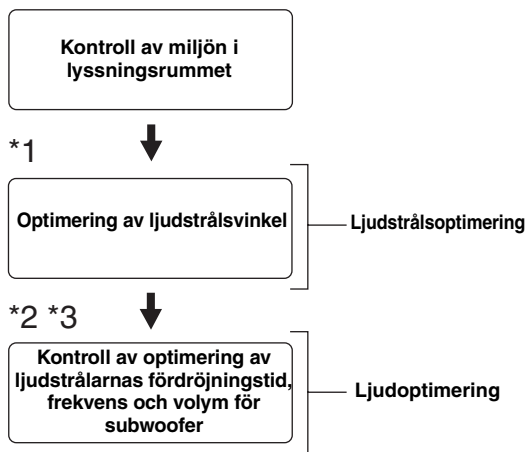 Kontroll av miljön i
lyssningsrummet
*1
Optimering av ljudstrålsvinkel
Ljudstrålsoptimering
*2 *3
Kontroll av optimering av
ljudstrålarnas fördröjningstid,
frekvens och volym för
subwoofer
Ljudoptimering